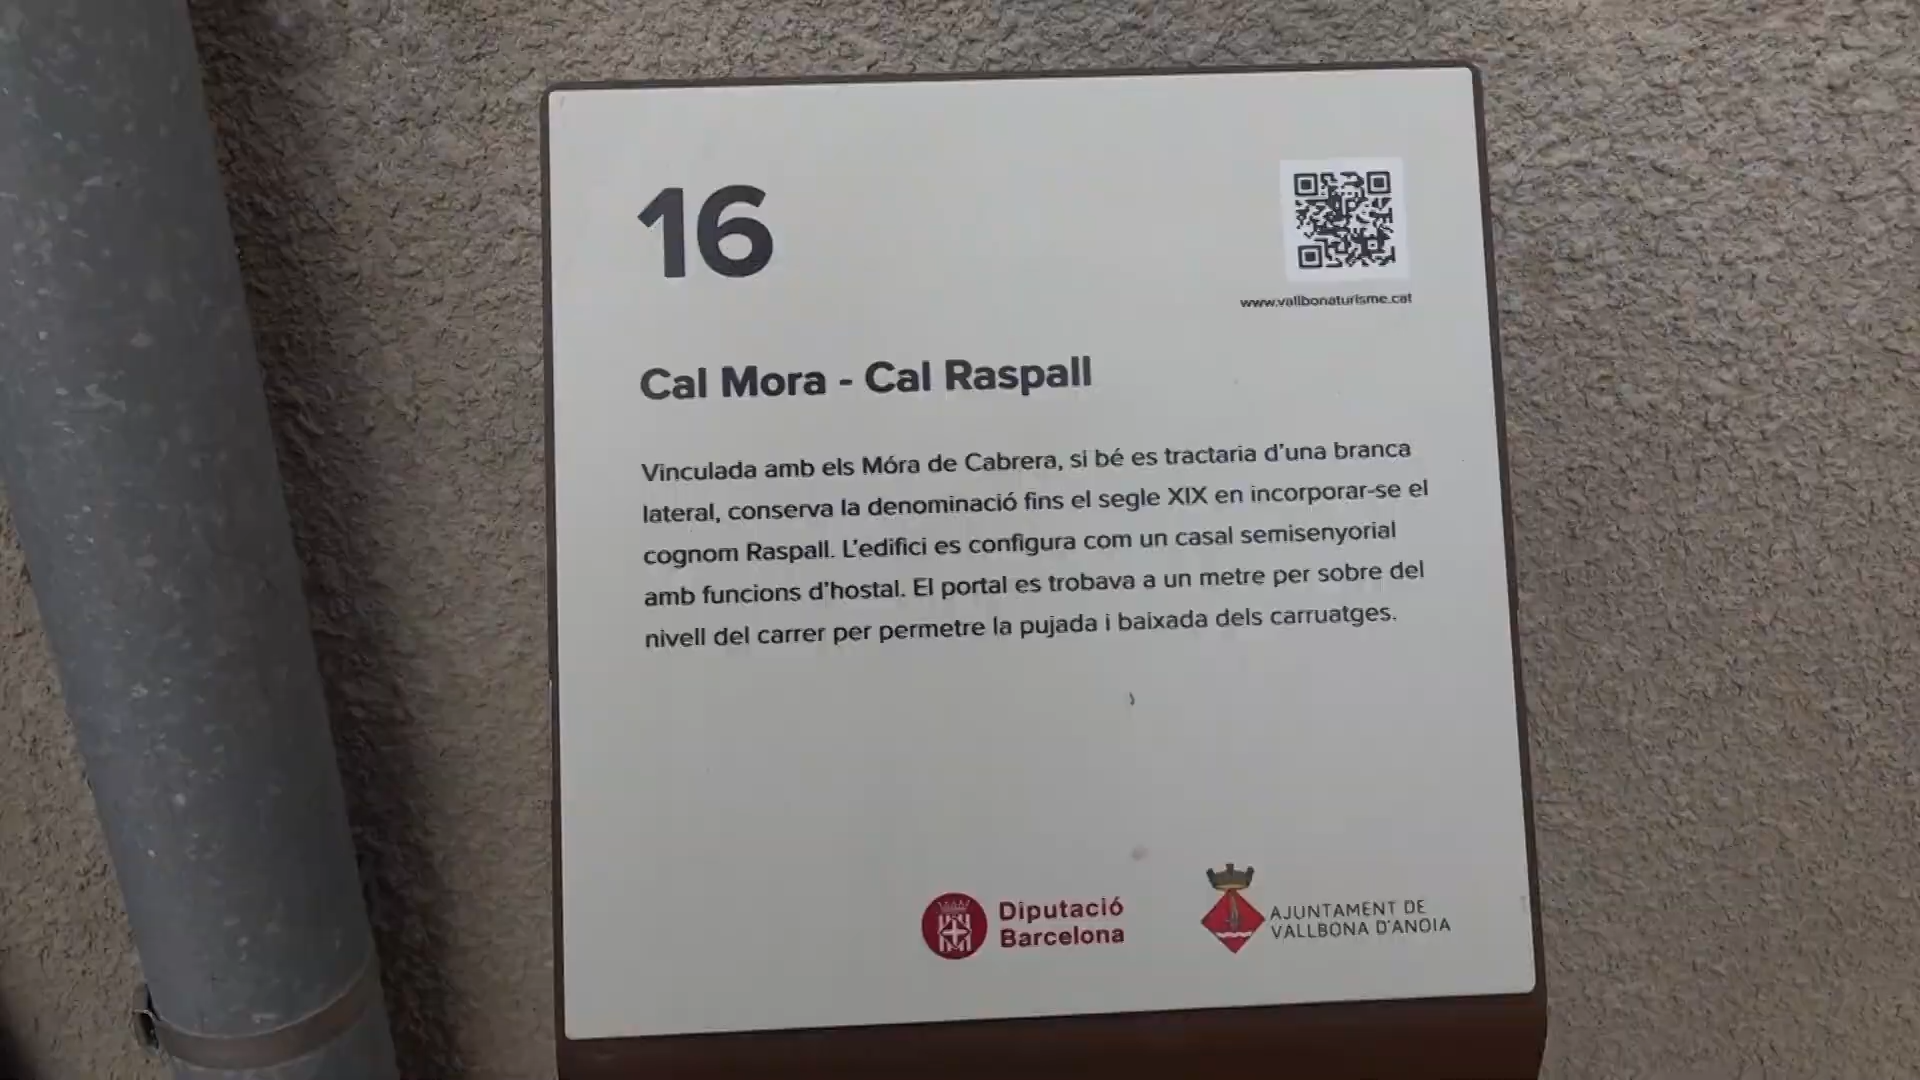 16
www.vallbonaturisme.cat
Cal Mora - Cal Raspall
Vinculada amb els Móra de Cabrera, si bé es tractaria d'una branca
lateral, conserva la denominació fins el segle XIX en incorporar-se el
cognom Raspall. L'edifici es configura com un casal semisenyorial
amb funcions d'hostal. El portal es trobava a un metre per sobre del
nivell del carrer per permetre la pujada i baixada dels carruatges.
Diputació
Barcelona
AJUNTAMENT DE
VALLBONA D'ANOIA